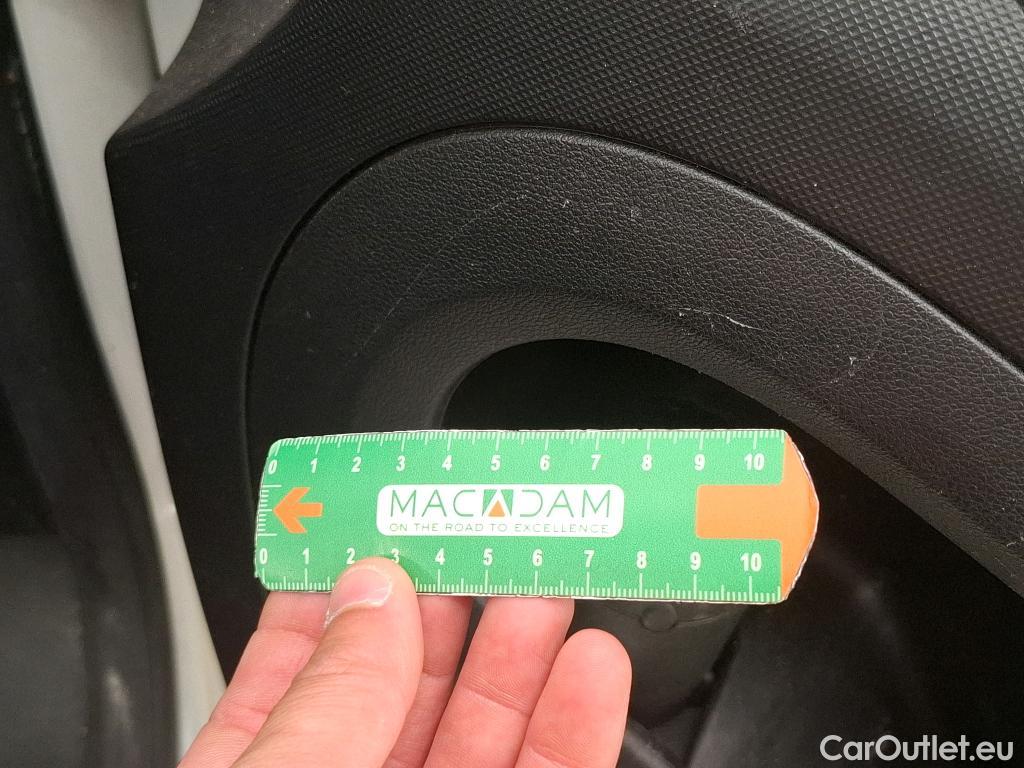 0 1 2 3 4 5 6 7 8 9 10
MACADAM
ON THE ROAD TO EXCELLENCE
0 1 2 3 4 5 6 7 8 9 10
CarOutlet.eu